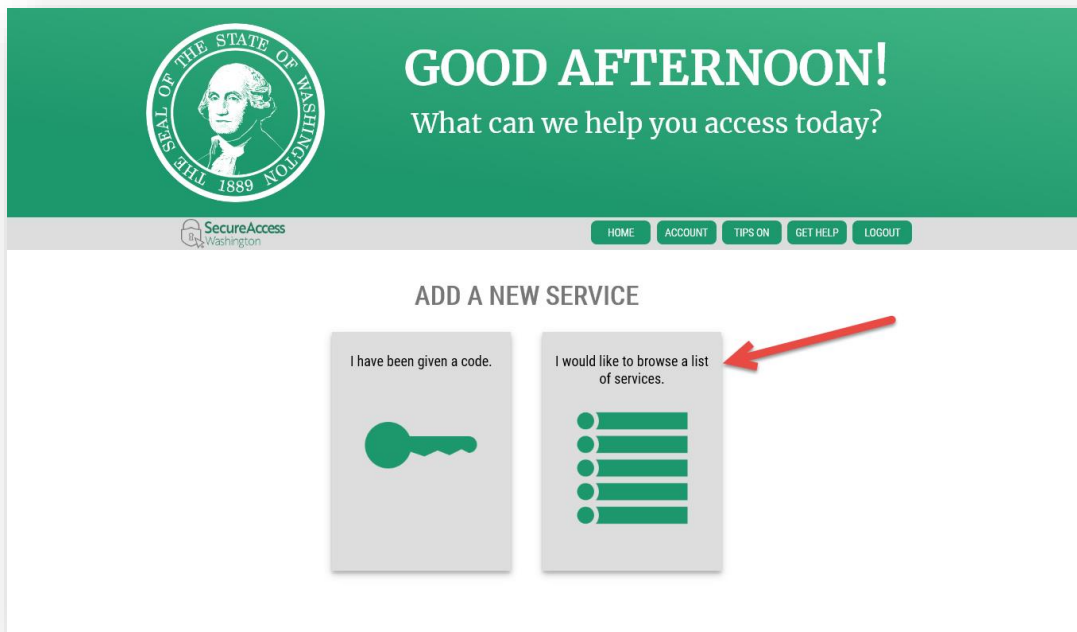 THE SEAL OF THE STATE OF WASHINGTON
1889
GOOD AFTERNOON!
What can we help you access today?
SecureAccess
Washington
HOME ACCOUNT TIPS ON GET HELP LOGOUT
ADD A NEW SERVICE
I have been given a code.
I would like to browse a list
of services.